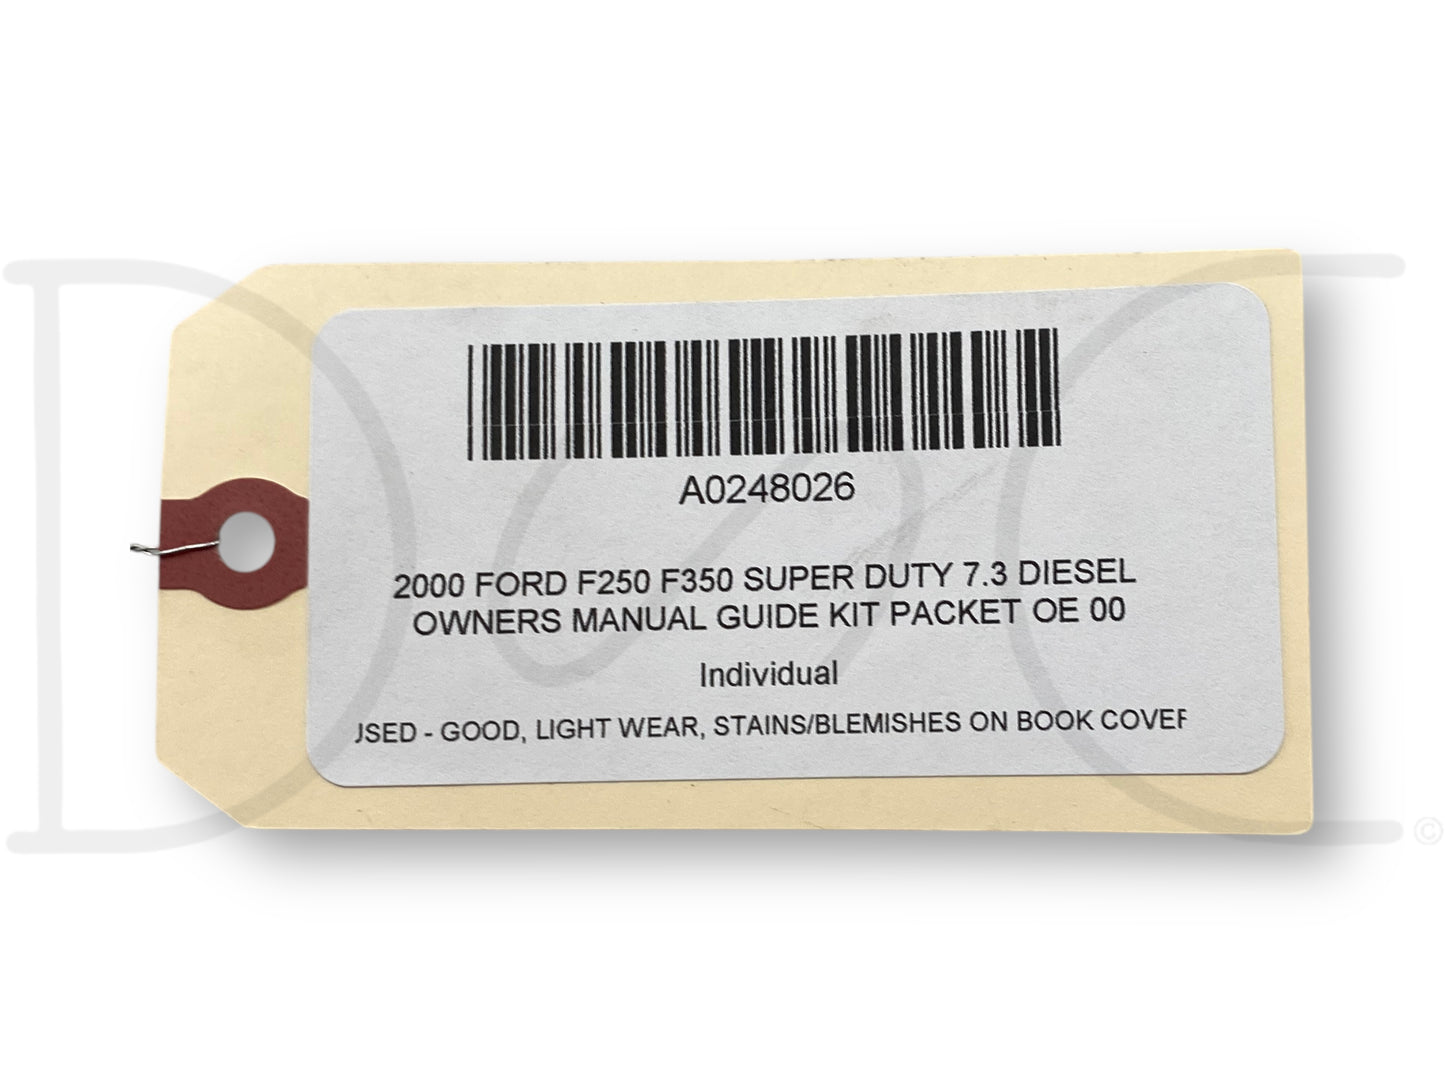 A0248026
2000 FORD F250 F350 SUPER DUTY 7.3 DIESEL
OWNERS MANUAL GUIDE KIT PACKET OE 00
Individual
JSED - GOOD, LIGHT WEAR, STAINS/BLEMISHES ON BOOK COVEF
©